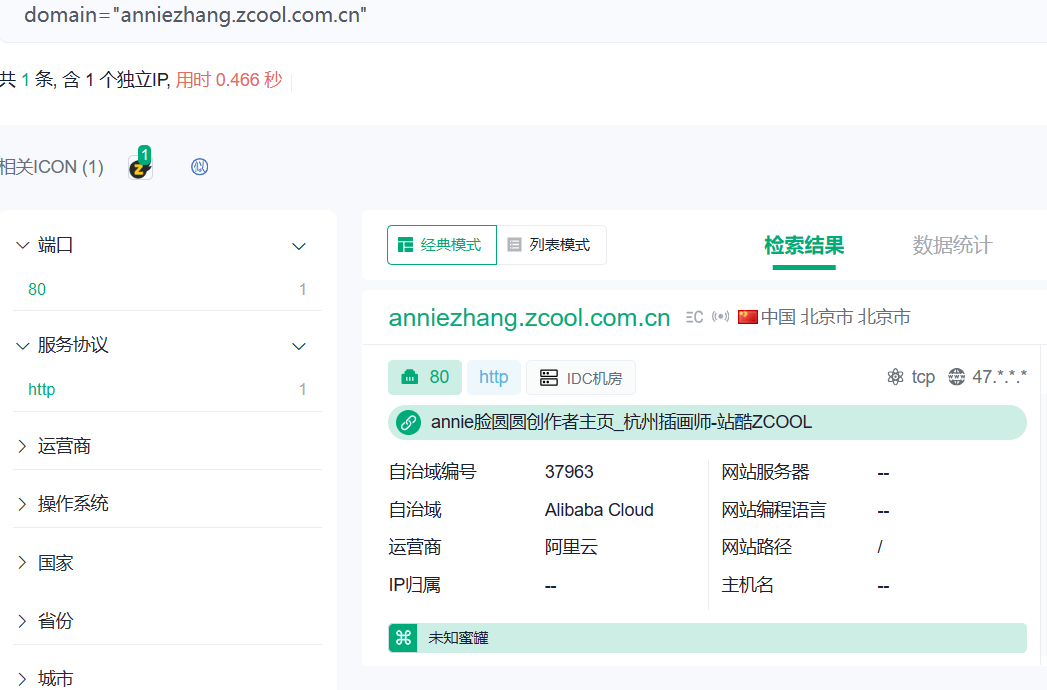 domain="anniezhang.zcool.com.cn"
共 1 条, 含 1 个独立IP, 用时 0.466 秒
相关ICON (1)
1
端口
80 1
服务协议
http 1
运营商
操作系统
国家
省份
城市
经典模式 列表模式 检索结果 数据统计
anniezhang.zcool.com.cn 中国 北京市 北京市
80 http IDC机房 tcp 47.*.*.*
annie脸圆圆创作者主页_杭州插画师-站酷ZCOOL
自治域编号 37963 网站服务器 --
自治域 Alibaba Cloud 网站编程语言 --
运营商 阿里云 网站路径 /
IP归属 -- 主机名 --
未知蜜罐